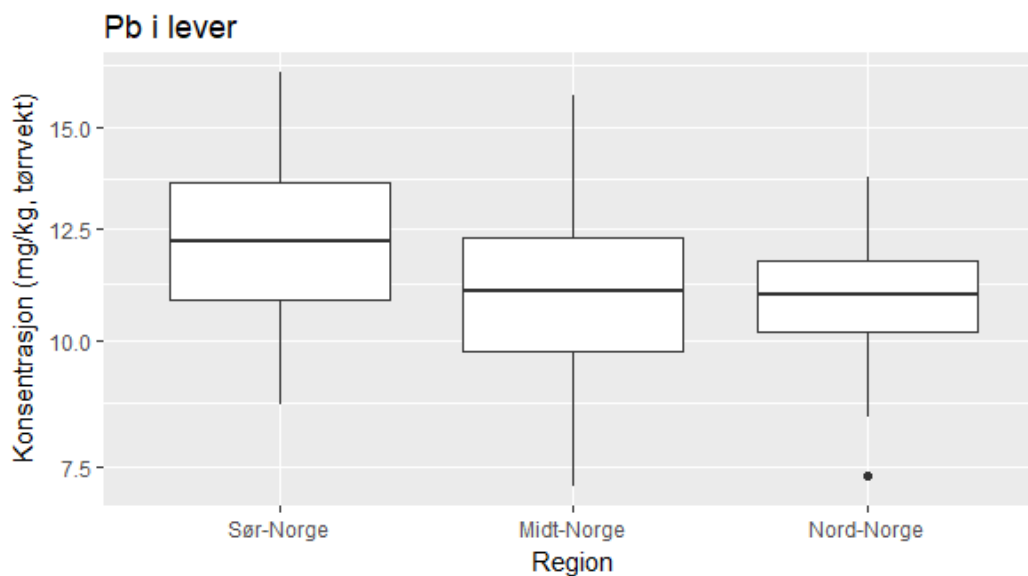 Pb i lever
Konsentrasjon (mg/kg, tørrvekt)
15.0
12.5
10.0
7.5
Sør-Norge Midt-Norge Nord-Norge
Region